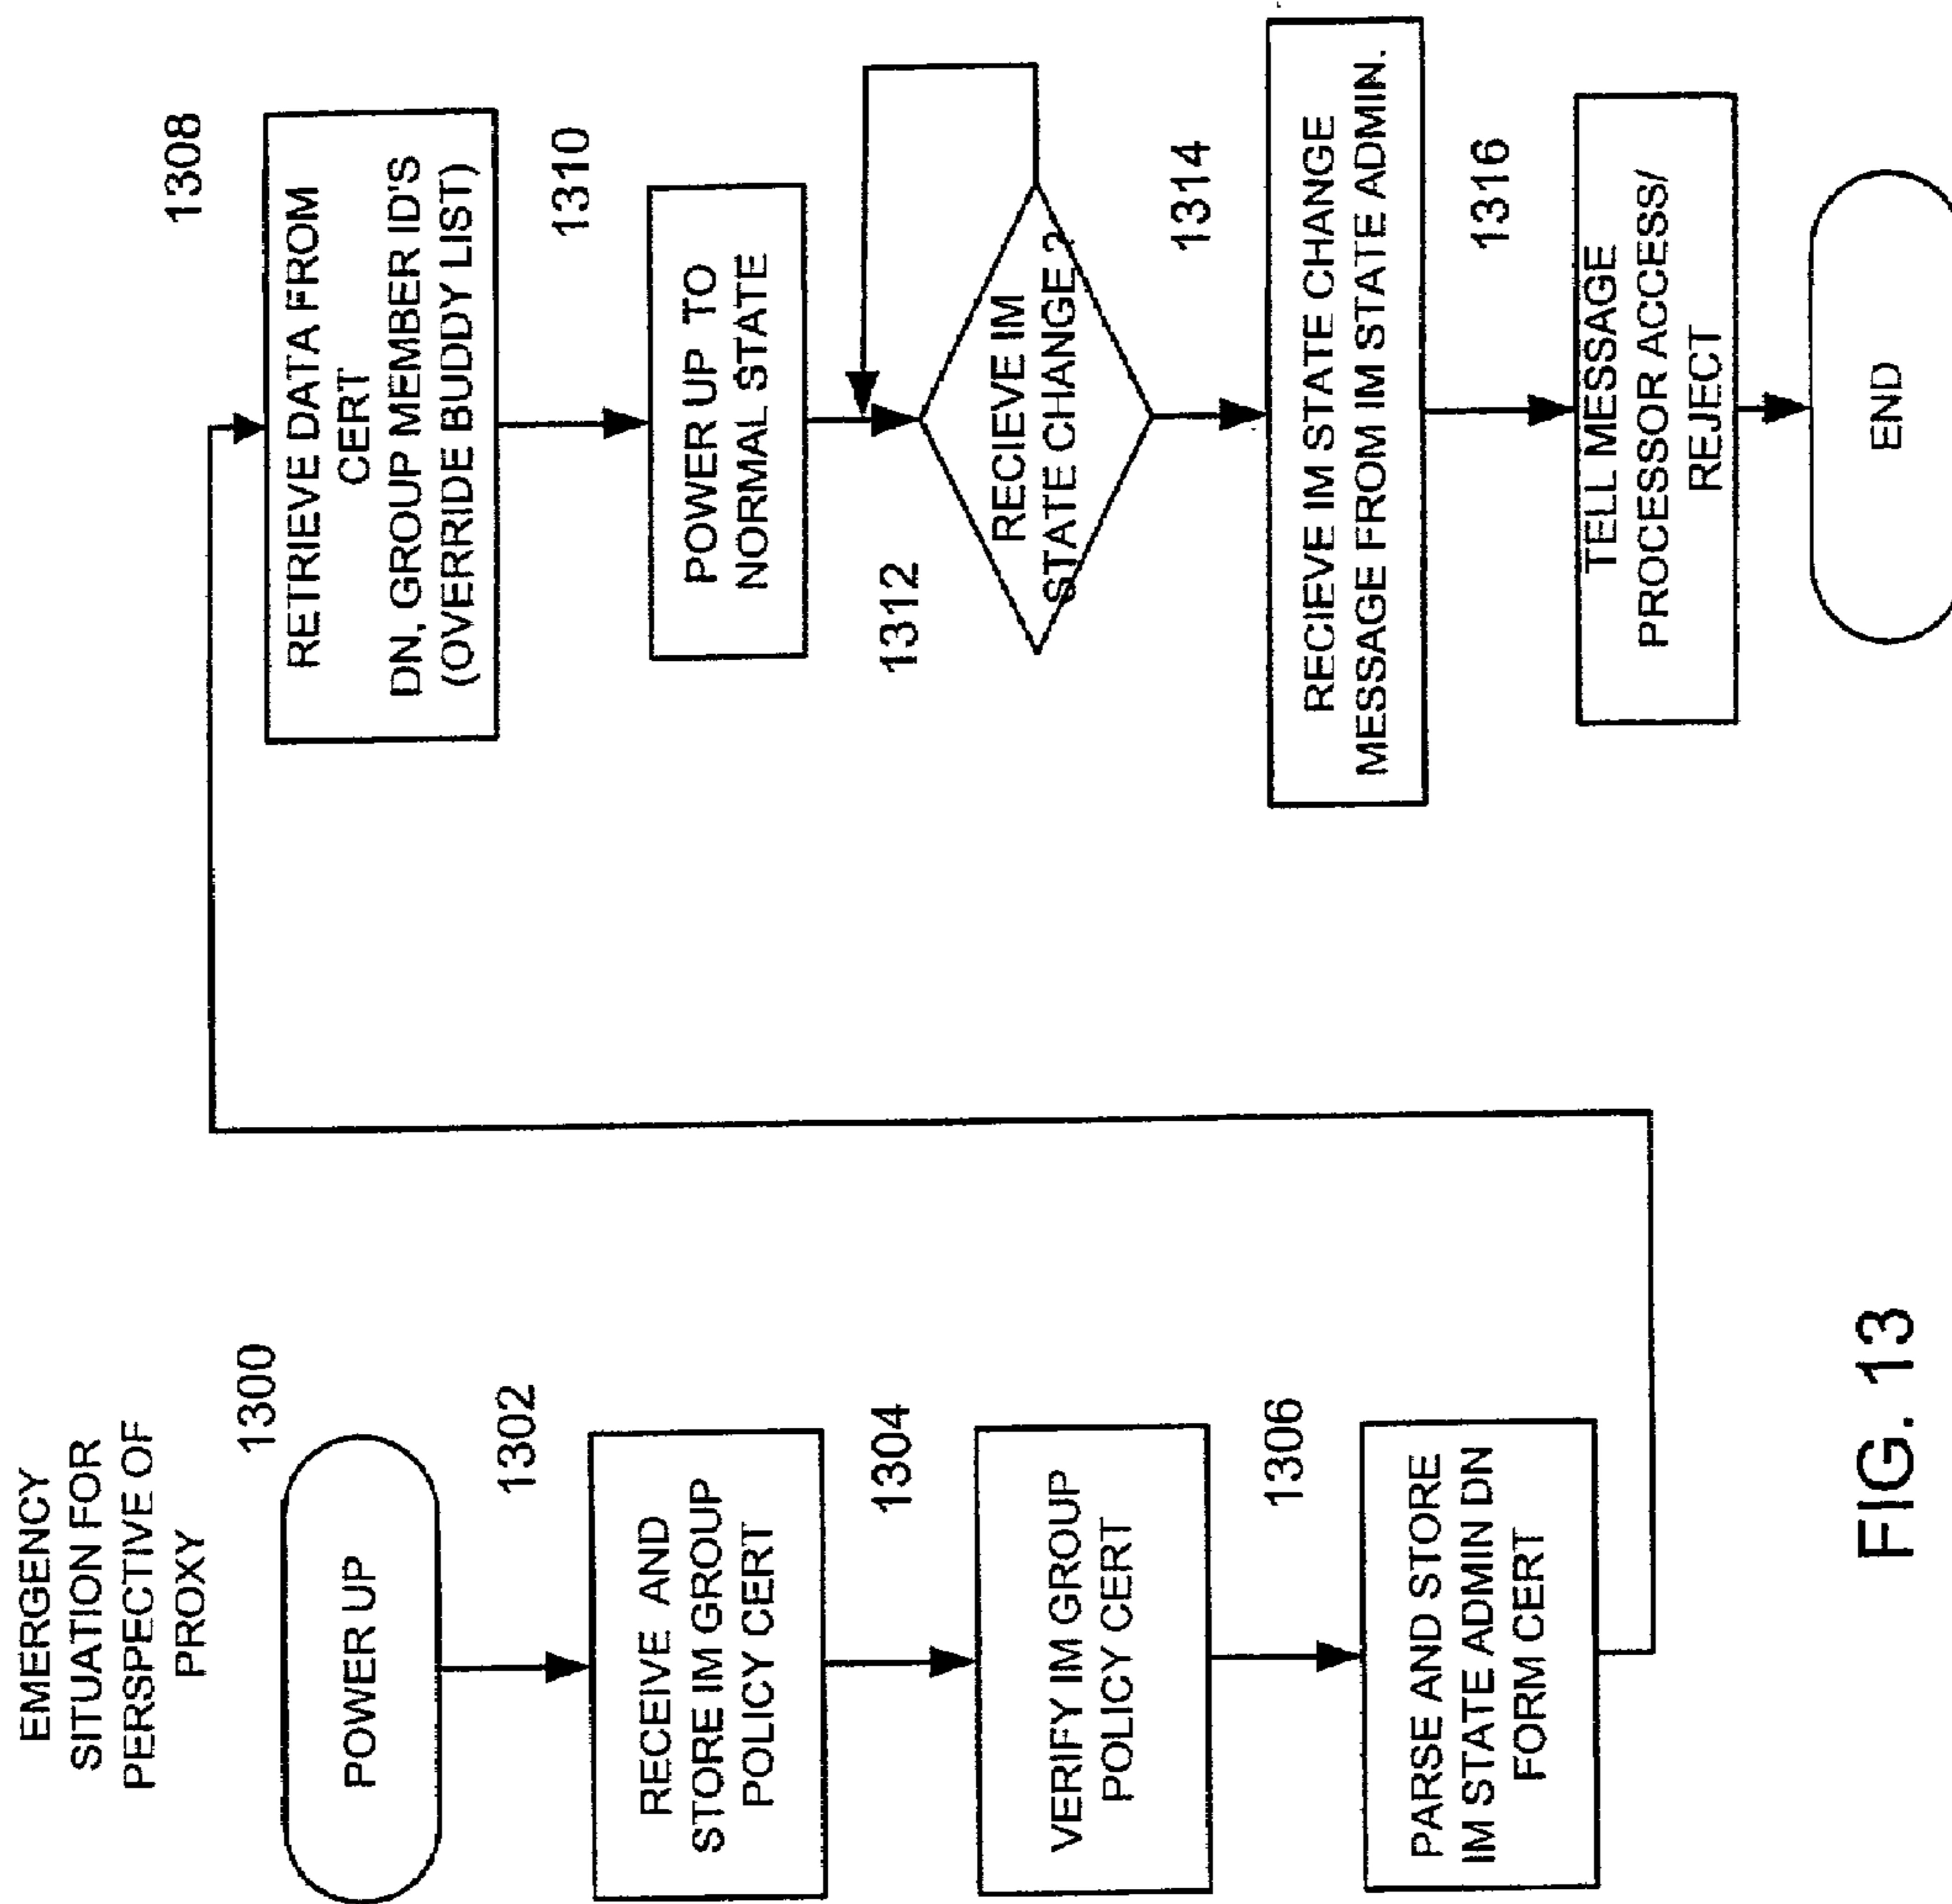 EMERGENCY
SITUATION FOR
PERSPECTIVE OF
PROXY
1300
POWER UP
1302
RECEIVE AND
STORE IM GROUP
POLICY CERT
1304
VERIFY IM GROUP
POLICY CERT
1306
PARSE AND STORE
IM STATE ADMIN DN
FORM CERT
1308
RETRIEVE DATA FROM
CERT
DN, GROUP MEMBER ID'S
(OVERRIDE BUDDY LIST)
1310
POWER UP TO
NORMAL STATE
1312
RECIEVE IM
STATE CHANGE ?
1314
RECIEVE IM STATE CHANGE
MESSAGE FROM IM STATE ADMIN.
1316
TELL MESSAGE
PROCESSOR ACCESS/
REJECT
END
FIG. 13